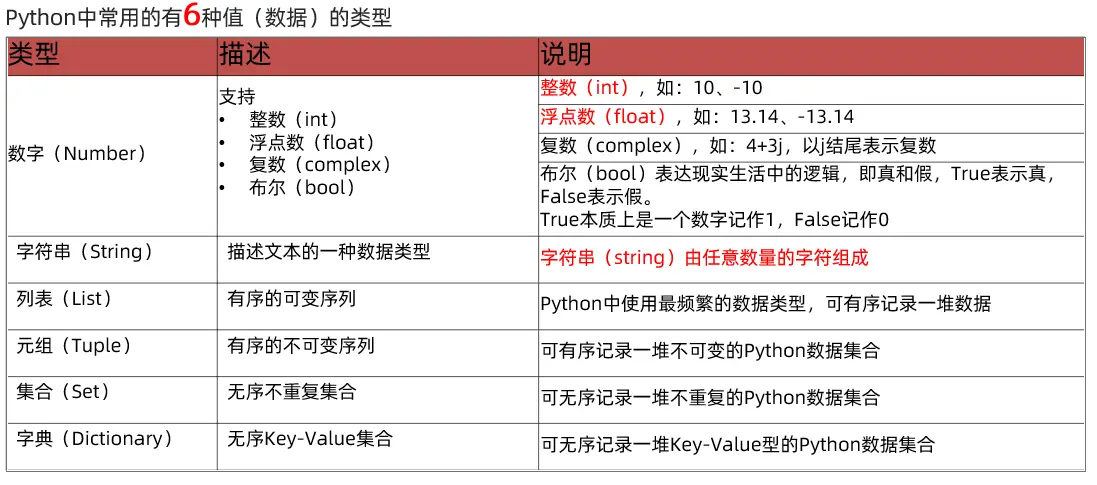 Python中常用的有6种值（数据）的类型
类型 描述 说明
数字（Number）
支持
• 整数（int）
• 浮点数（float）
• 复数（complex）
• 布尔（bool）
整数（int），如：10、-10
浮点数（float），如：13.14、-13.14
复数（complex），如：4+3j，以j结尾表示复数
布尔（bool）表达现实生活中的逻辑，即真和假，True表示真，
False表示假。
True本质上是一个数字记作1，False记作0
字符串（String） 描述文本的一种数据类型 字符串（string）由任意数量的字符组成
列表（List） 有序的可变序列 Python中使用最频繁的数据类型，可有序记录一堆数据
元组（Tuple） 有序的不可变序列 可有序记录一堆不可变的Python数据集合
集合（Set） 无序不重复集合 可无序记录一堆不重复的Python数据集合
字典（Dictionary） 无序Key-Value集合 可无序记录一堆Key-Value型的Python数据集合